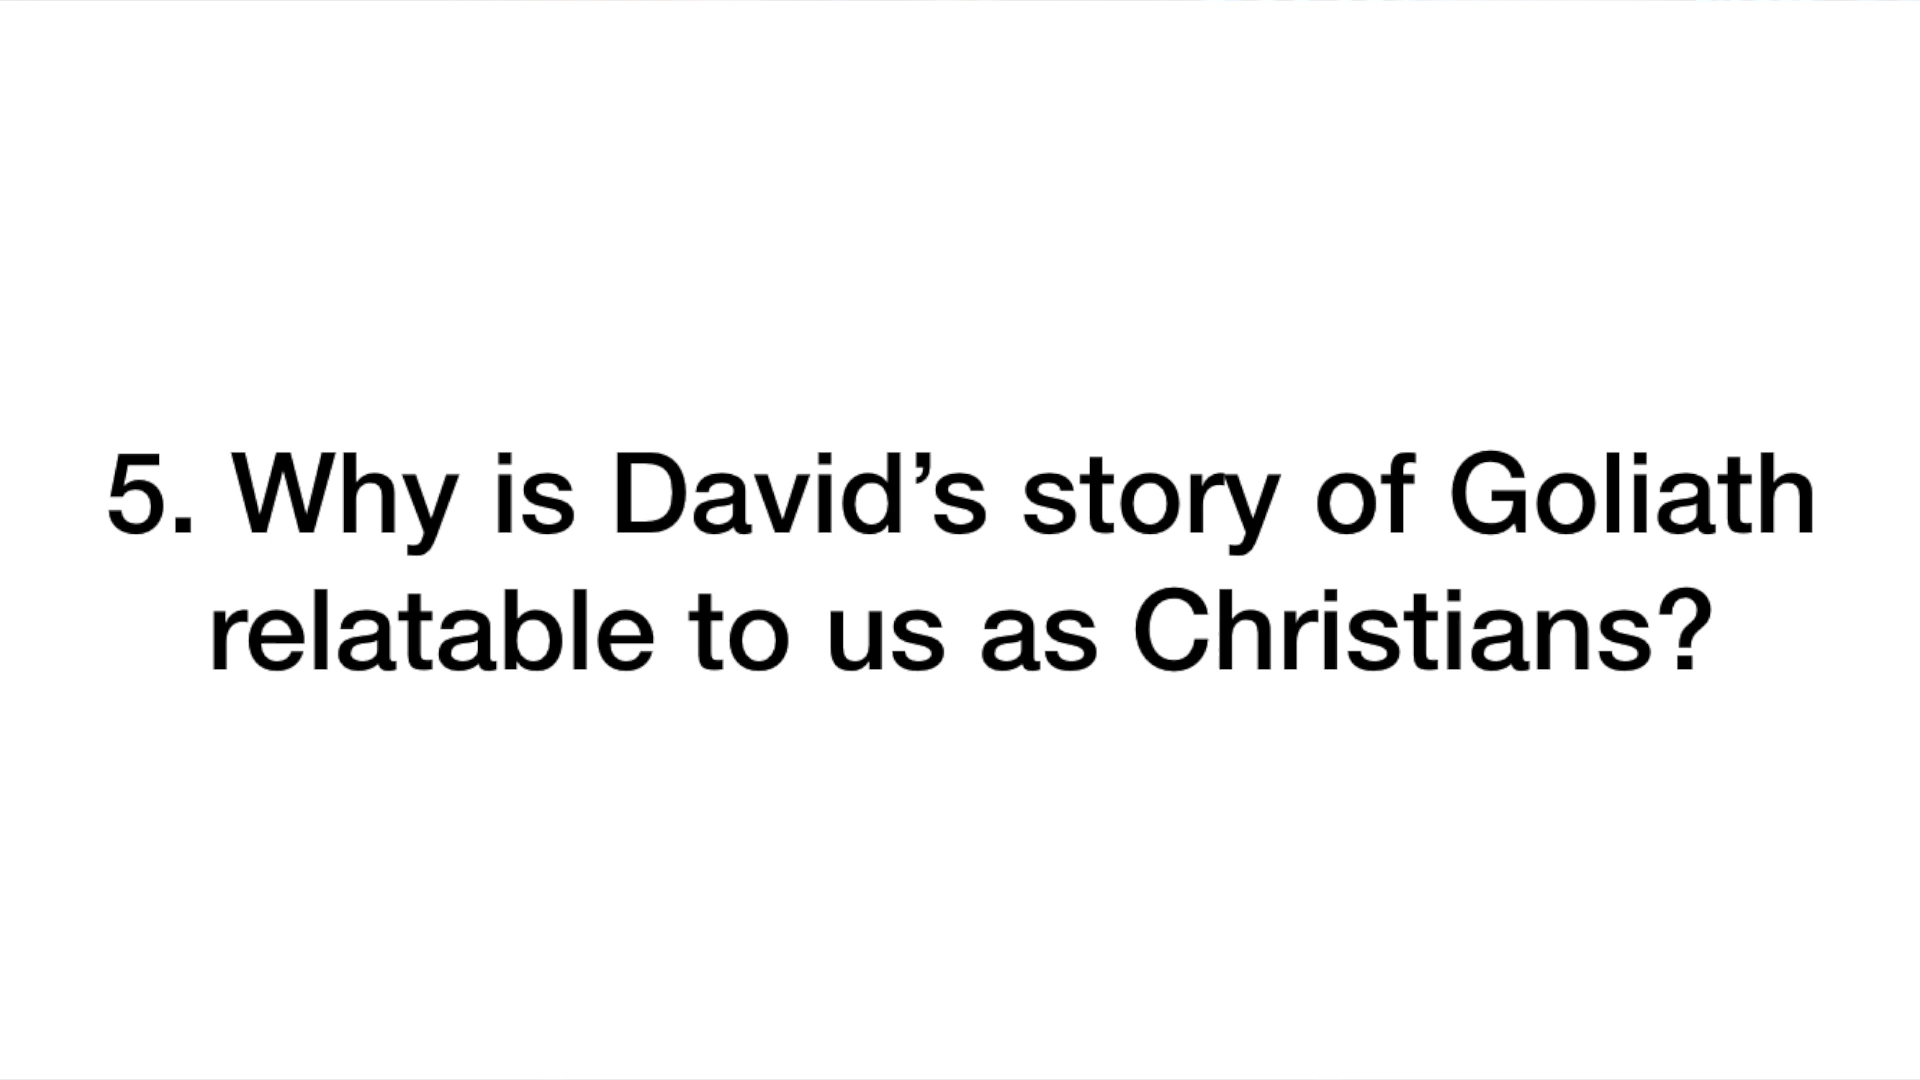 5. Why is David’s story of Goliath
relatable to us as Christians?